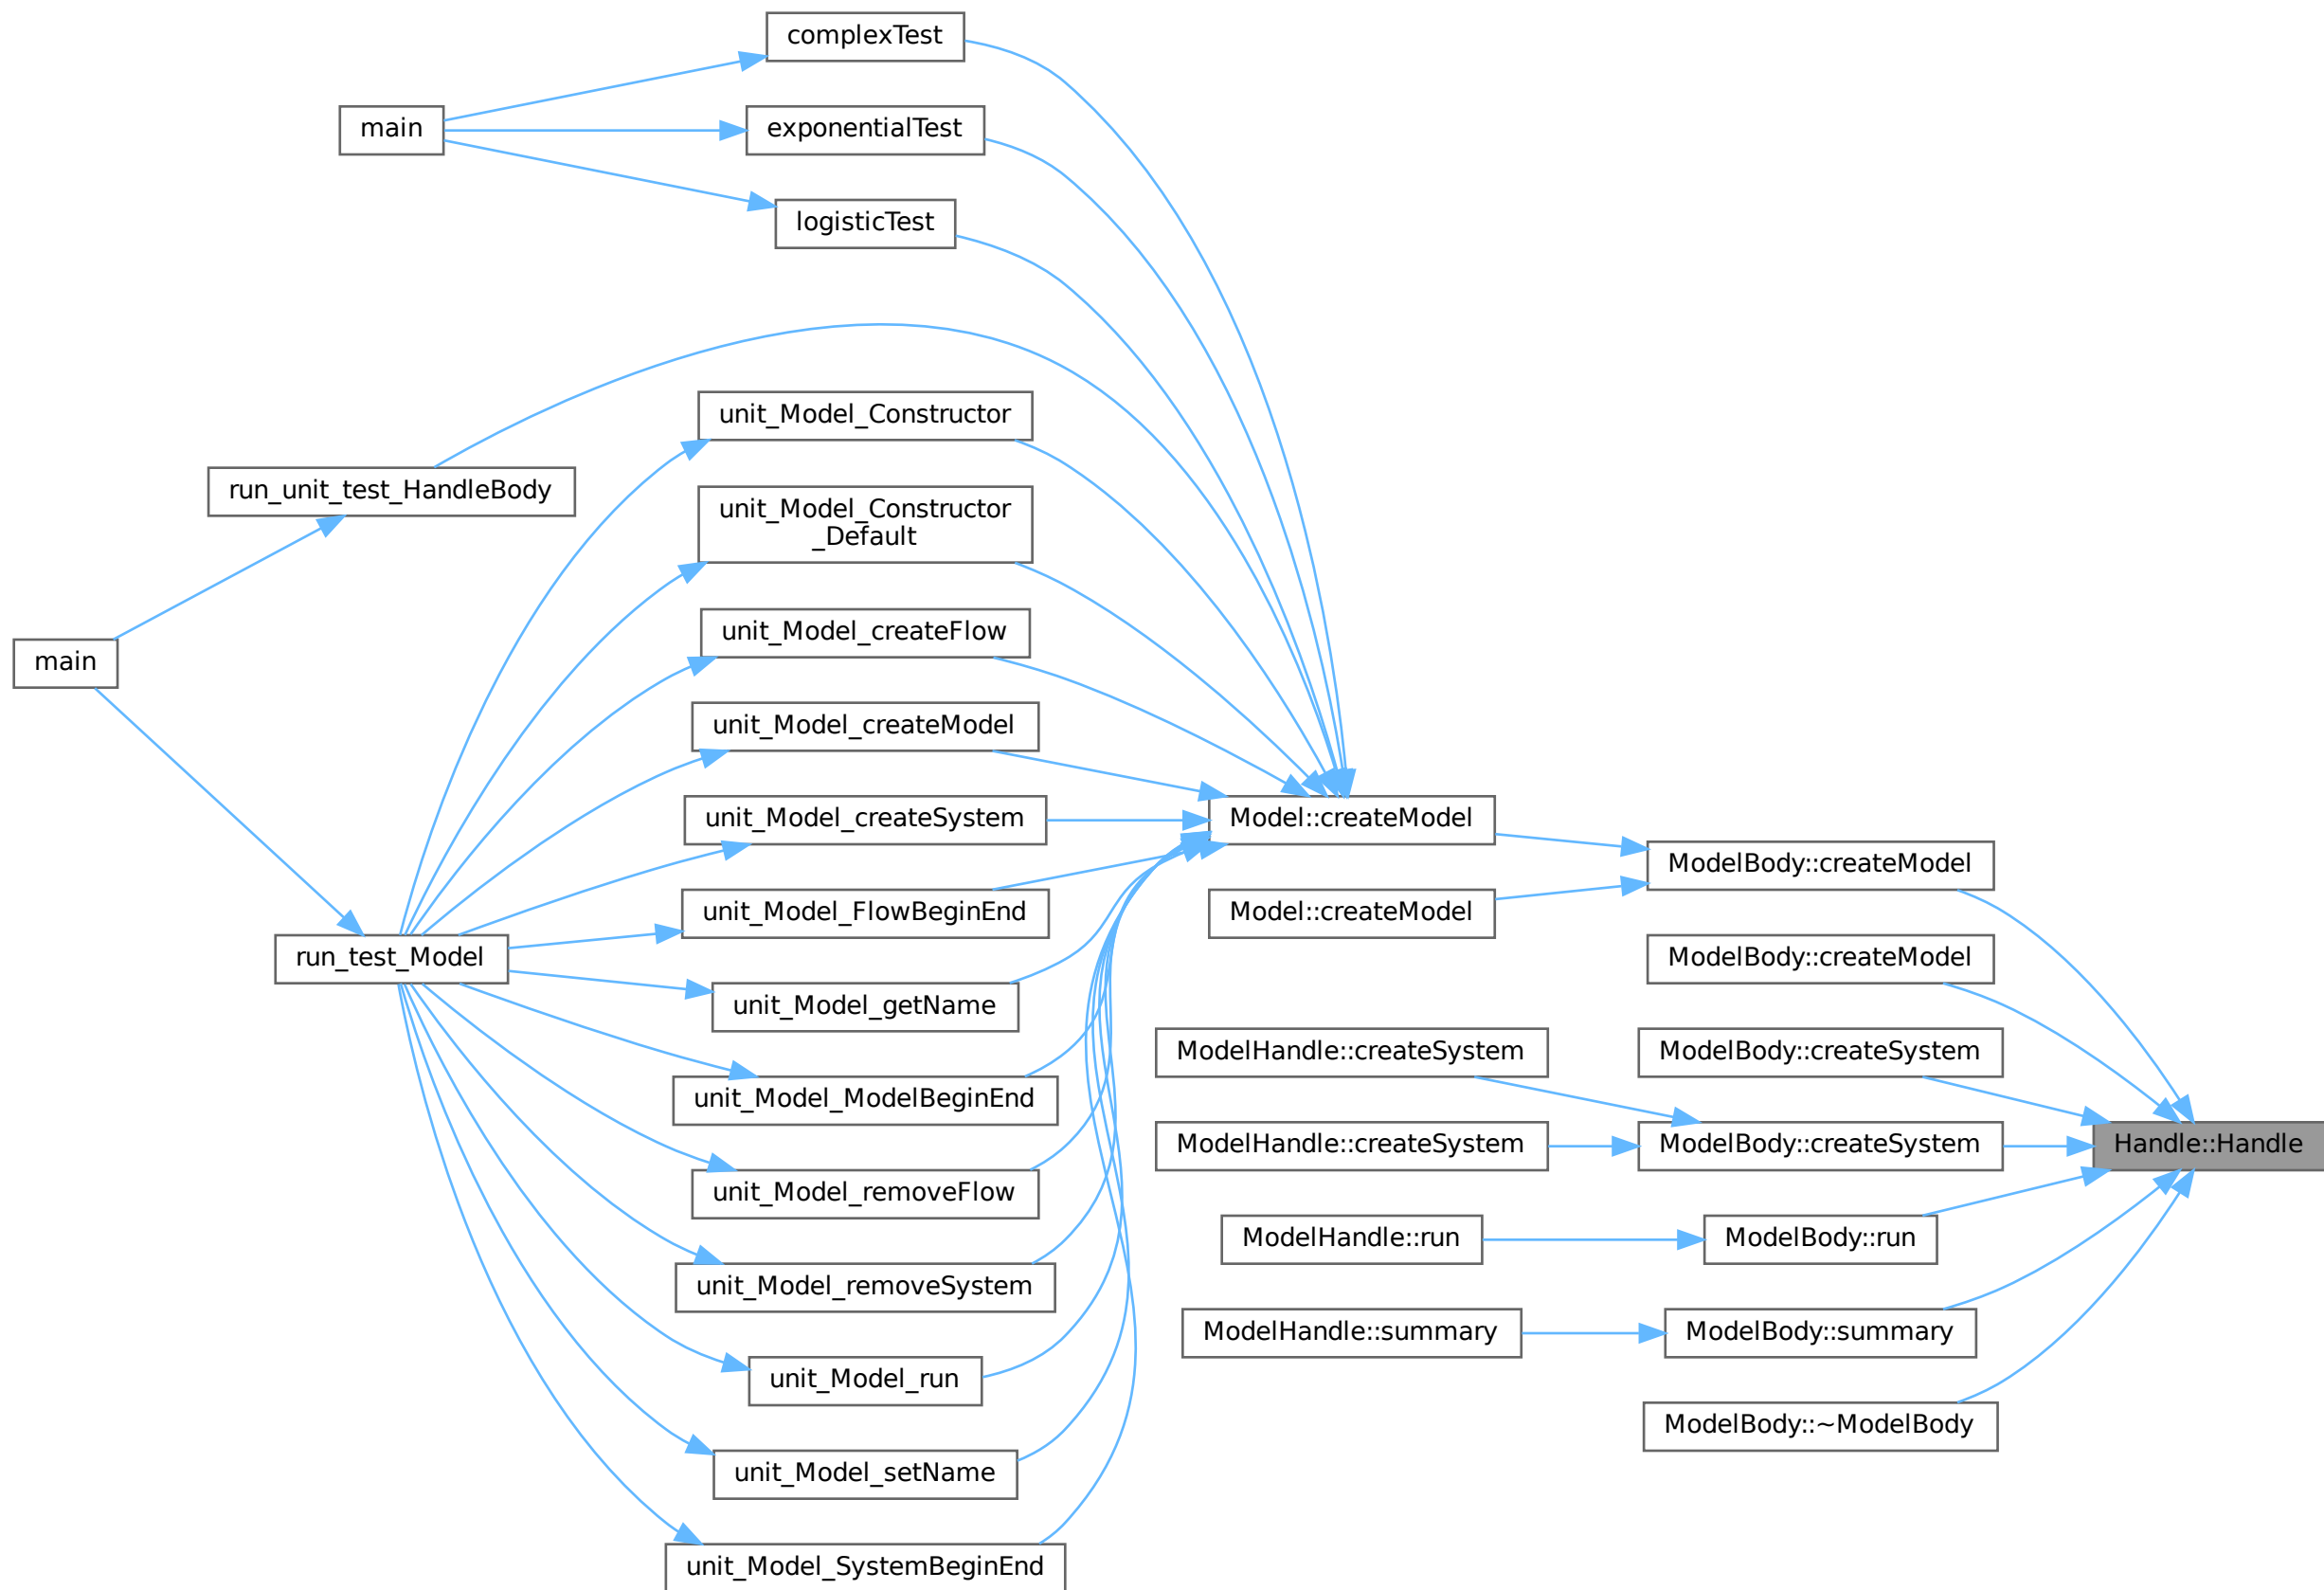 complexTest
main
exponentialTest
logisticTest
unit_Model_Constructor
run_unit_test_HandleBody
unit_Model_Constructor
_Default
unit_Model_createFlow
main
unit_Model_createModel
unit_Model_createSystem
Model::createModel
ModelBody::createModel
unit_Model_FlowBeginEnd
Model::createModel
run_test_Model
ModelBody::createModel
unit_Model_getName
ModelHandle::createSystem
ModelBody::createSystem
unit_Model_ModelBeginEnd
ModelHandle::createSystem
ModelBody::createSystem
Handle::Handle
unit_Model_removeFlow
ModelHandle::run
ModelBody::run
unit_Model_removeSystem
ModelHandle::summary
ModelBody::summary
unit_Model_run
ModelBody::~ModelBody
unit_Model_setName
unit_Model_SystemBeginEnd